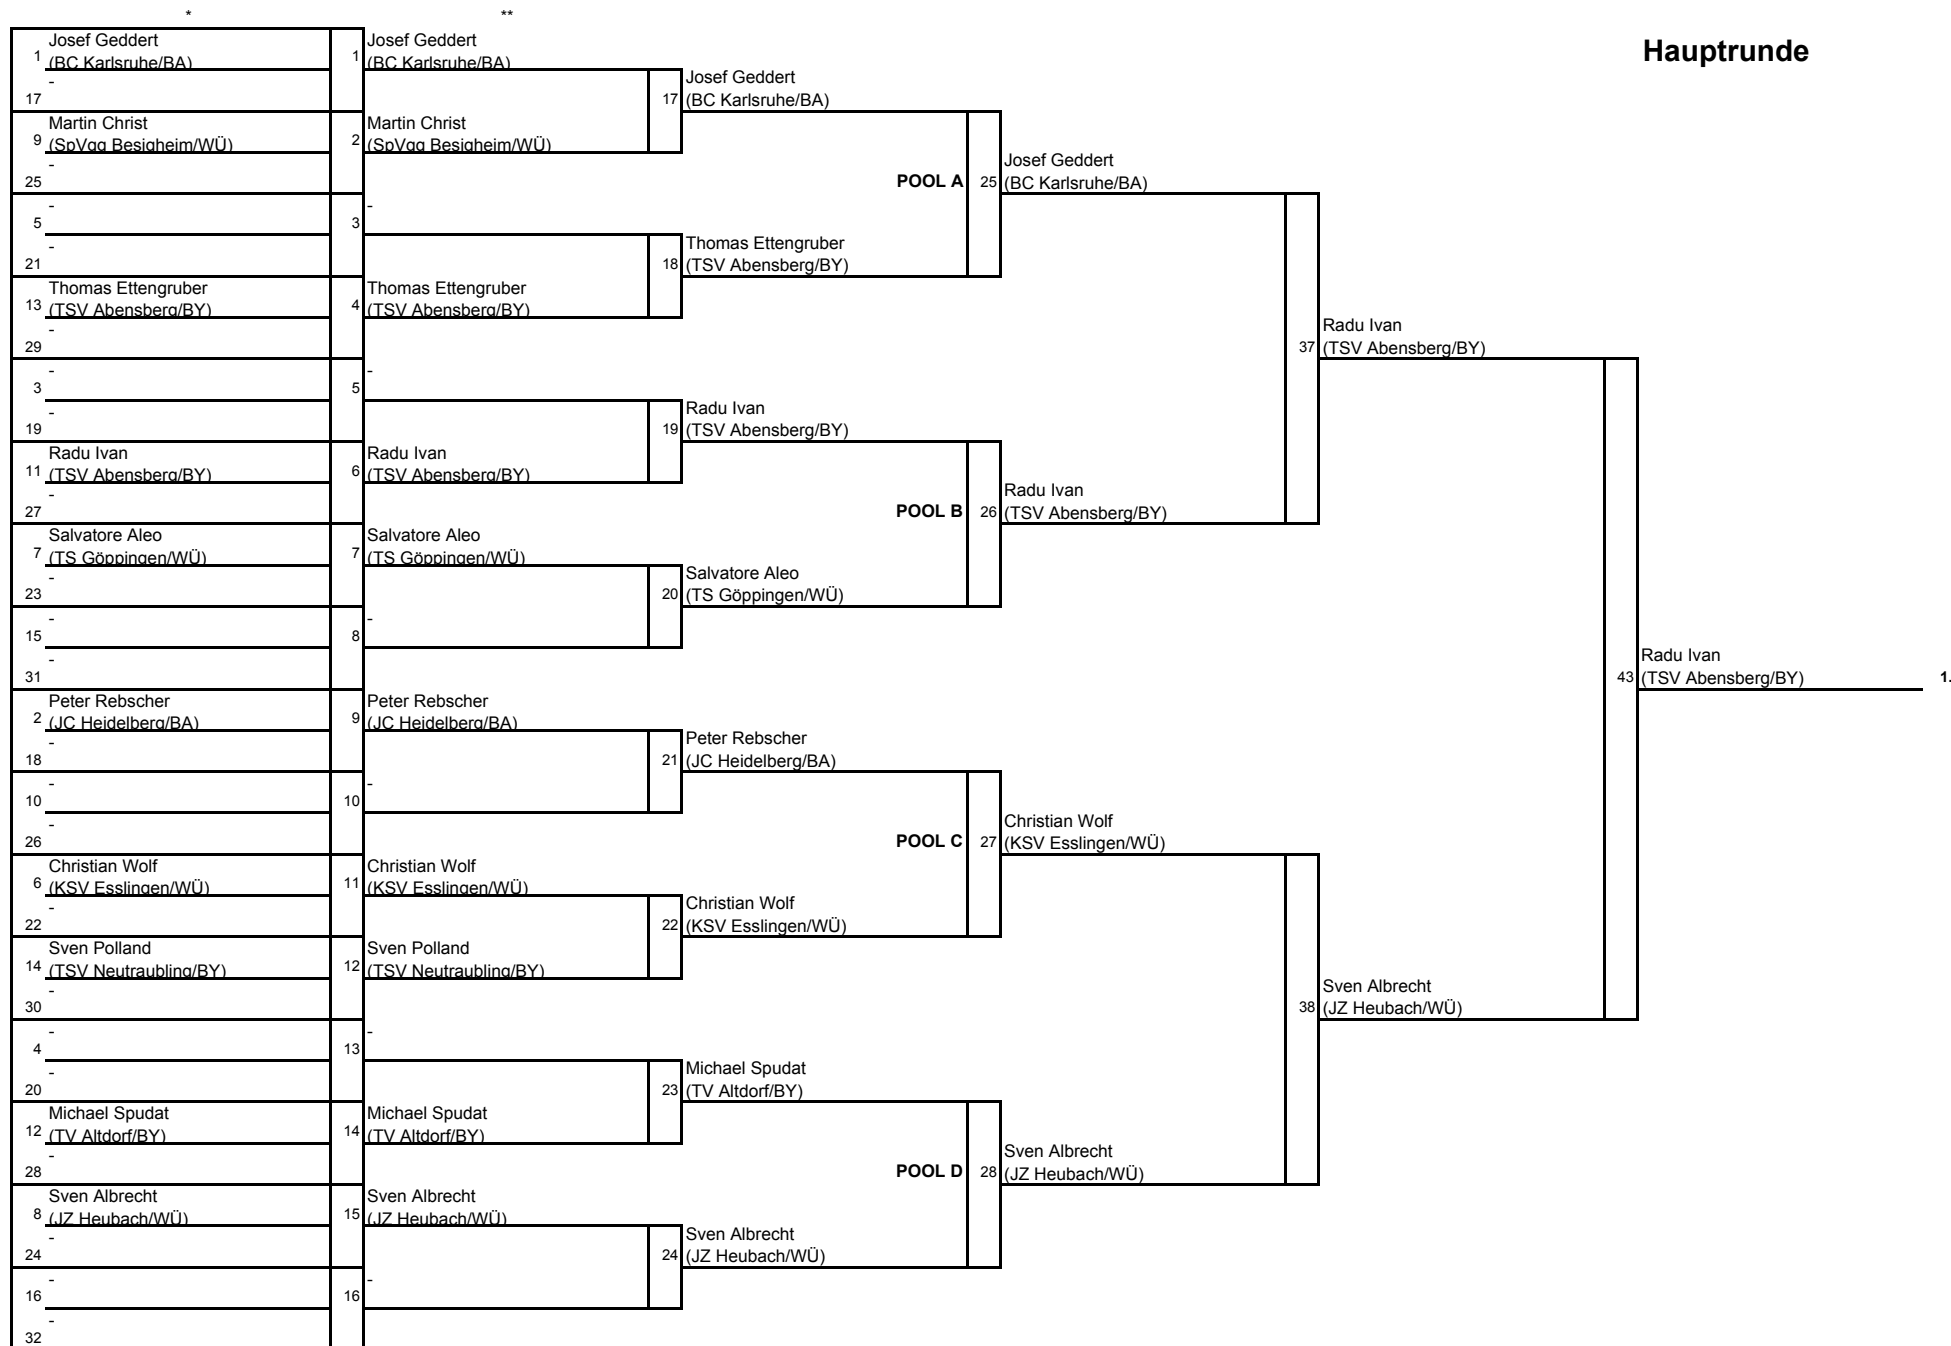 * **
Hauptrunde
1 Josef Geddert
(BC Karlsruhe/BA)
17 -
9 Martin Christ
(SpVgg Besigheim/WÜ)
25 -
5 -
21 -
13 Thomas Ettengruber
(TSV Abensberg/BY)
29 -
3 -
19 -
11 Radu Ivan
(TSV Abensberg/BY)
27 -
7 Salvatore Aleo
(TS Göppingen/WÜ)
23 -
15 -
31 -
2 Peter Rebscher
(JC Heidelberg/BA)
18 -
10 -
26 -
6 Christian Wolf
(KSV Esslingen/WÜ)
22 -
14 Sven Polland
(TSV Neutraubling/BY)
30 -
4 -
20 -
12 Michael Spudat
(TV Altdorf/BY)
28 -
8 Sven Albrecht
(JZ Heubach/WÜ)
24 -
16 -
32 -
1 Josef Geddert
(BC Karlsruhe/BA)
2 Martin Christ
(SpVgg Besigheim/WÜ)
3 -
4 Thomas Ettengruber
(TSV Abensberg/BY)
5 -
6 Radu Ivan
(TSV Abensberg/BY)
7 Salvatore Aleo
(TS Göppingen/WÜ)
8 -
9 Peter Rebscher
(JC Heidelberg/BA)
10 -
11 Christian Wolf
(KSV Esslingen/WÜ)
12 Sven Polland
(TSV Neutraubling/BY)
13 -
14 Michael Spudat
(TV Altdorf/BY)
15 Sven Albrecht
(JZ Heubach/WÜ)
16 -
17 Josef Geddert
(BC Karlsruhe/BA)
18 Thomas Ettengruber
(TSV Abensberg/BY)
19 Radu Ivan
(TSV Abensberg/BY)
20 Salvatore Aleo
(TS Göppingen/WÜ)
21 Peter Rebscher
(JC Heidelberg/BA)
22 Christian Wolf
(KSV Esslingen/WÜ)
23 Michael Spudat
(TV Altdorf/BY)
24 Sven Albrecht
(JZ Heubach/WÜ)
POOL A 25 Josef Geddert
(BC Karlsruhe/BA)
POOL B 26 Radu Ivan
(TSV Abensberg/BY)
POOL C 27 Christian Wolf
(KSV Esslingen/WÜ)
POOL D 28 Sven Albrecht
(JZ Heubach/WÜ)
37 Radu Ivan
(TSV Abensberg/BY)
38 Sven Albrecht
(JZ Heubach/WÜ)
43 Radu Ivan
(TSV Abensberg/BY) 1.